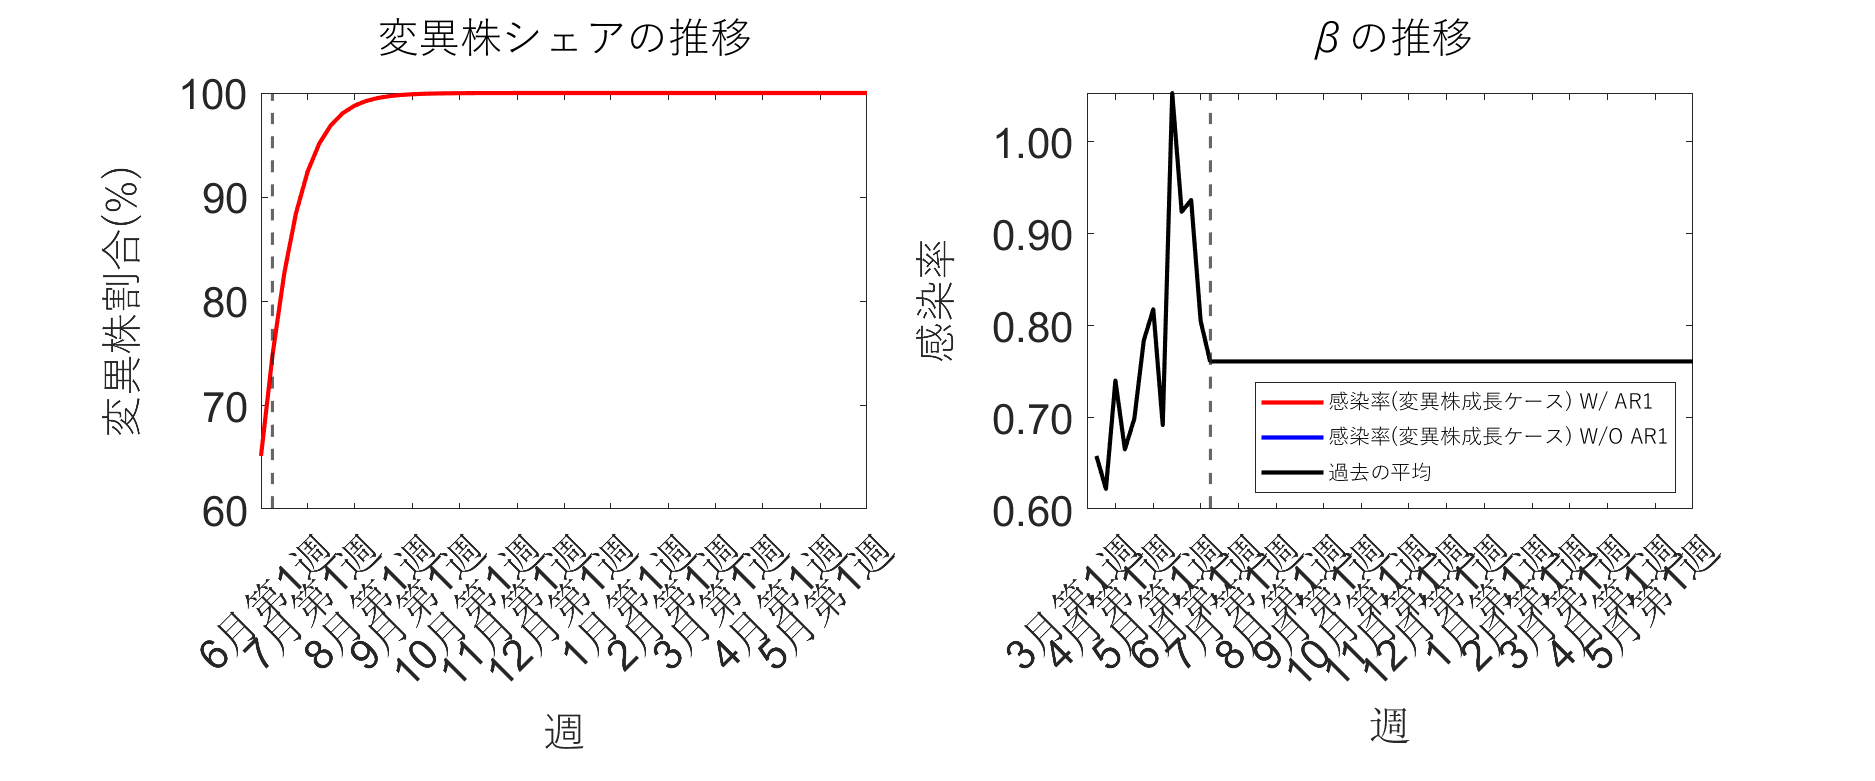 変異株シェアの推移
変異株割合(%)
100
90
80
70
60
6月第1週
7月第1週
8月第1週
9月第1週
10月第1週
11月第1週
12月第1週
1月第1週
2月第1週
3月第1週
4月第1週
5月第1週
週
βの推移
感染率
1.00
0.90
0.80
0.70
0.60
感染率(変異株成長ケース) W/ AR1
感染率(変異株成長ケース) W/O AR1
過去の平均
3月第1週
4月第1週
5月第1週
6月第1週
7月第1週
8月第1週
9月第1週
10月第1週
11月第1週
12月第1週
1月第1週
2月第1週
3月第1週
4月第1週
5月第1週
週